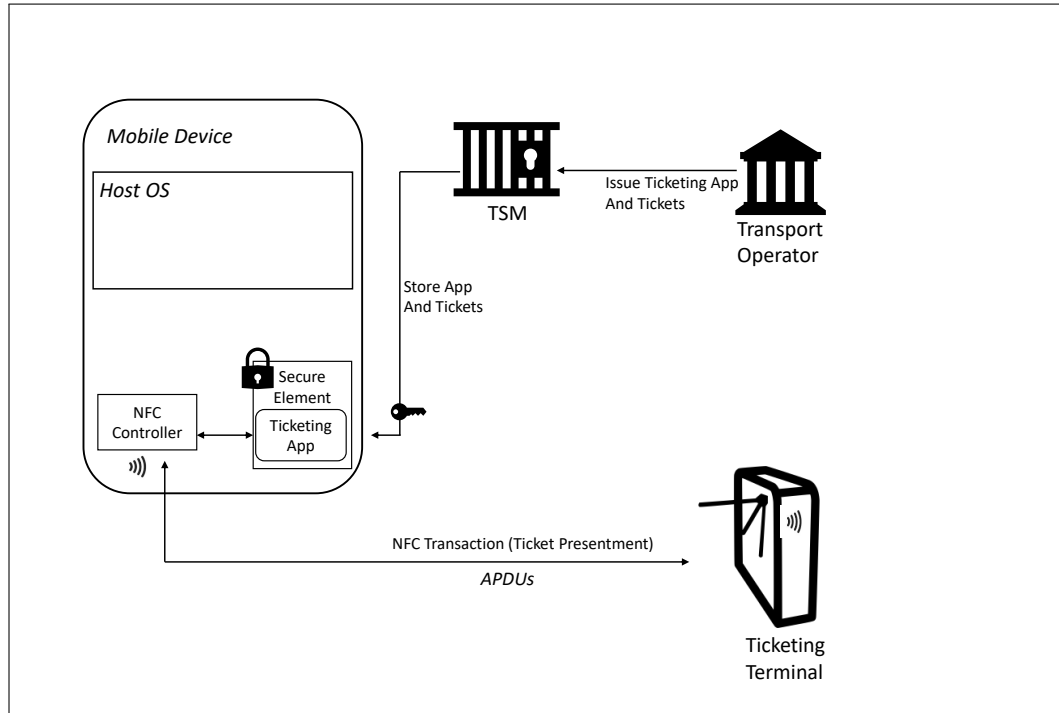 Mobile Device
Host OS
TSM
Issue Ticketing App
And Tickets
Transport
Operator
Store App
And Tickets
Secure
Element
NFC
Controller
Ticketing
App
NFC Transaction (Ticket Presentment)
APDUs
Ticketing
Terminal